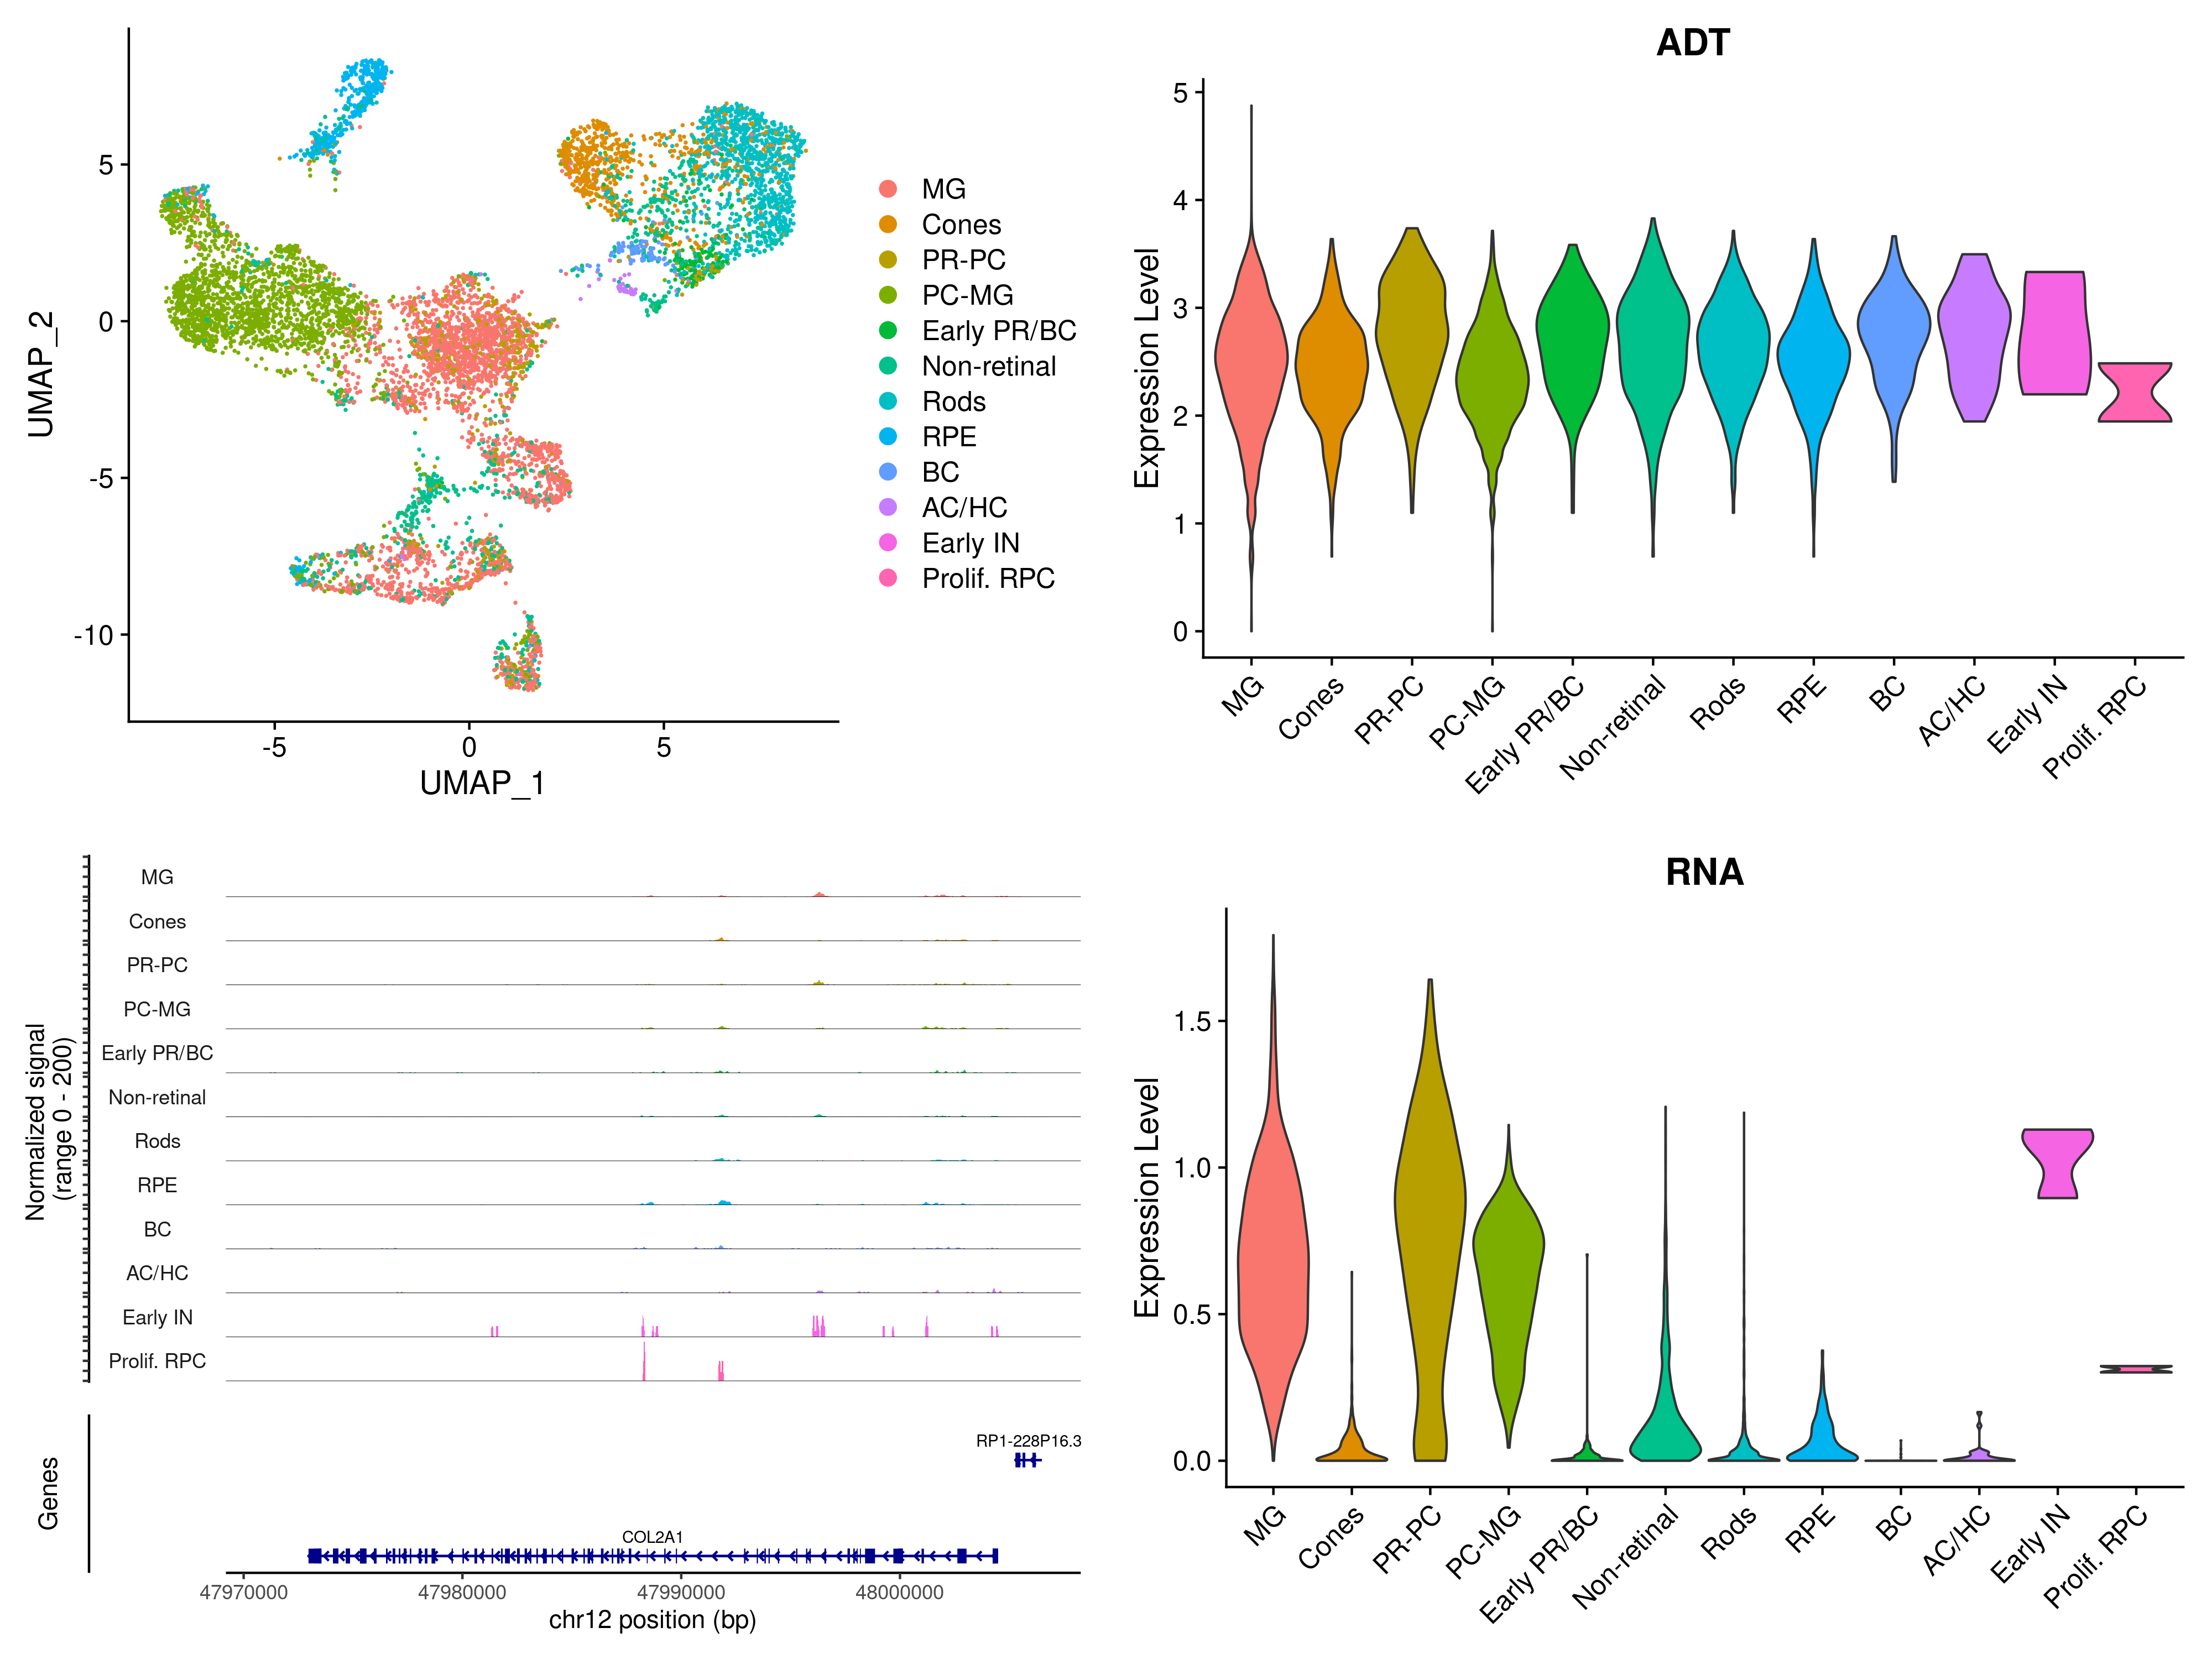 5
0
-5
-10
UMAP_2
-5
0
5
UMAP_1
MG
Cones
PR-PC
PC-MG
Early PR/BC
Non-retinal
Rods
RPE
BC
AC/HC
Early IN
Prolif. RPC
ADT
5
4
3
2
1
0
Expression Level
MG
Cones
PR-PC
PC-MG
Early PR/BC
Non-retinal
Rods
RPE
BC
AC/HC
Early IN
Prolif. RPC
Normalized signal
(range 0 - 200)
MG
Cones
PR-PC
PC-MG
Early PR/BC
Non-retinal
Rods
RPE
BC
AC/HC
Early IN
Prolif. RPC
Genes
RP1-228P16.3
COL2A1
47970000
47980000
47990000
48000000
chr12 position (bp)
RNA
1.5
1.0
0.5
0.0
Expression Level
MG
Cones
PR-PC
PC-MG
Early PR/BC
Non-retinal
Rods
RPE
BC
AC/HC
Early IN
Prolif. RPC